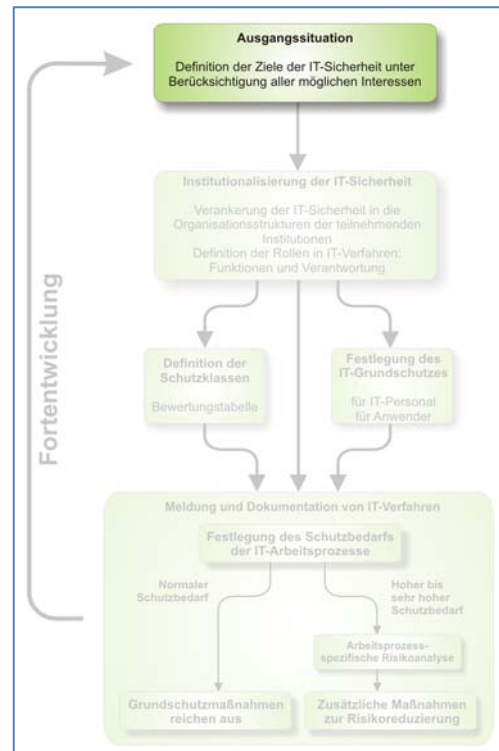 Ausgangssituation
Definition der Ziele der IT-Sicherheit unter
Berücksichtigung aller möglichen Interessen
Institutionalisierung der IT-Sicherheit
Verankerung der IT-Sicherheit in die
Organisationsstrukturen der teilnehmenden
Institutionen
Definition der Rollen in IT-Verfahren:
Funktionen und Verantwortung
Fortentwicklung
Definition der
Schutzklassen
Bewertungstabelle
Festlegung des
IT-Grundschutzes
für IT-Personal
für Anwender
Meldung und Dokumentation von IT-Verfahren
Festlegung des Schutzbedarfs
der IT-Arbeitsprozesse
Normaler
Schutzbedarf
Hoher bis
sehr hoher
Schutzbedarf
Arbeitsprozess-
spezifische Risikoanalyse
Grundschutzmaßnahmen
reichen aus
Zusätzliche Maßnahmen
zur Risikoreduzierung